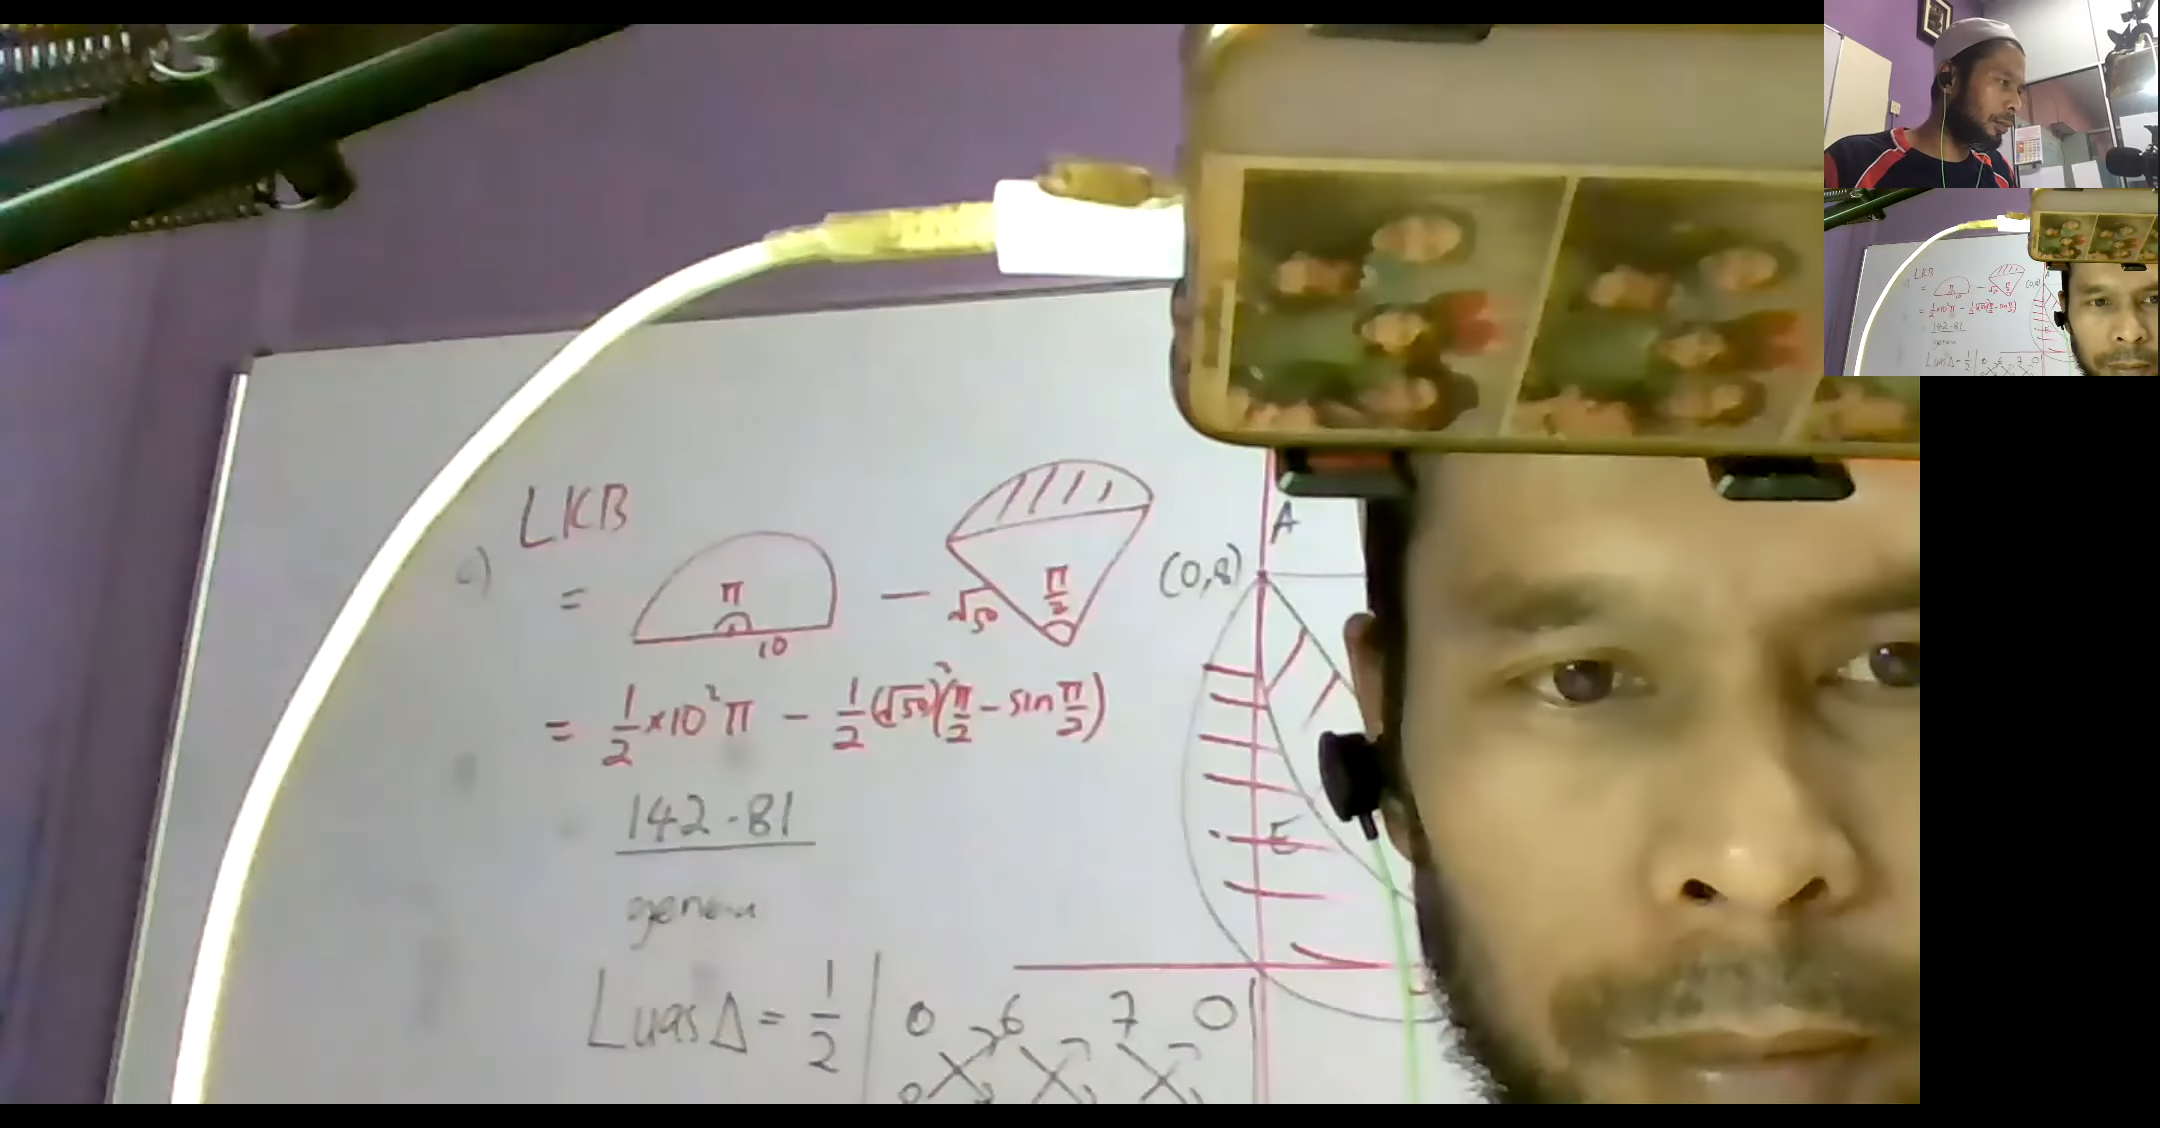 LKB
c) = π 10 — √50 π/2
= 1/2 × 10² π − 1/2 (√50)² (π/2 − sin π/2)
142.81
Luas Δ = 1/2 | 0 6 7 0 |
0
A
(0,8)
E